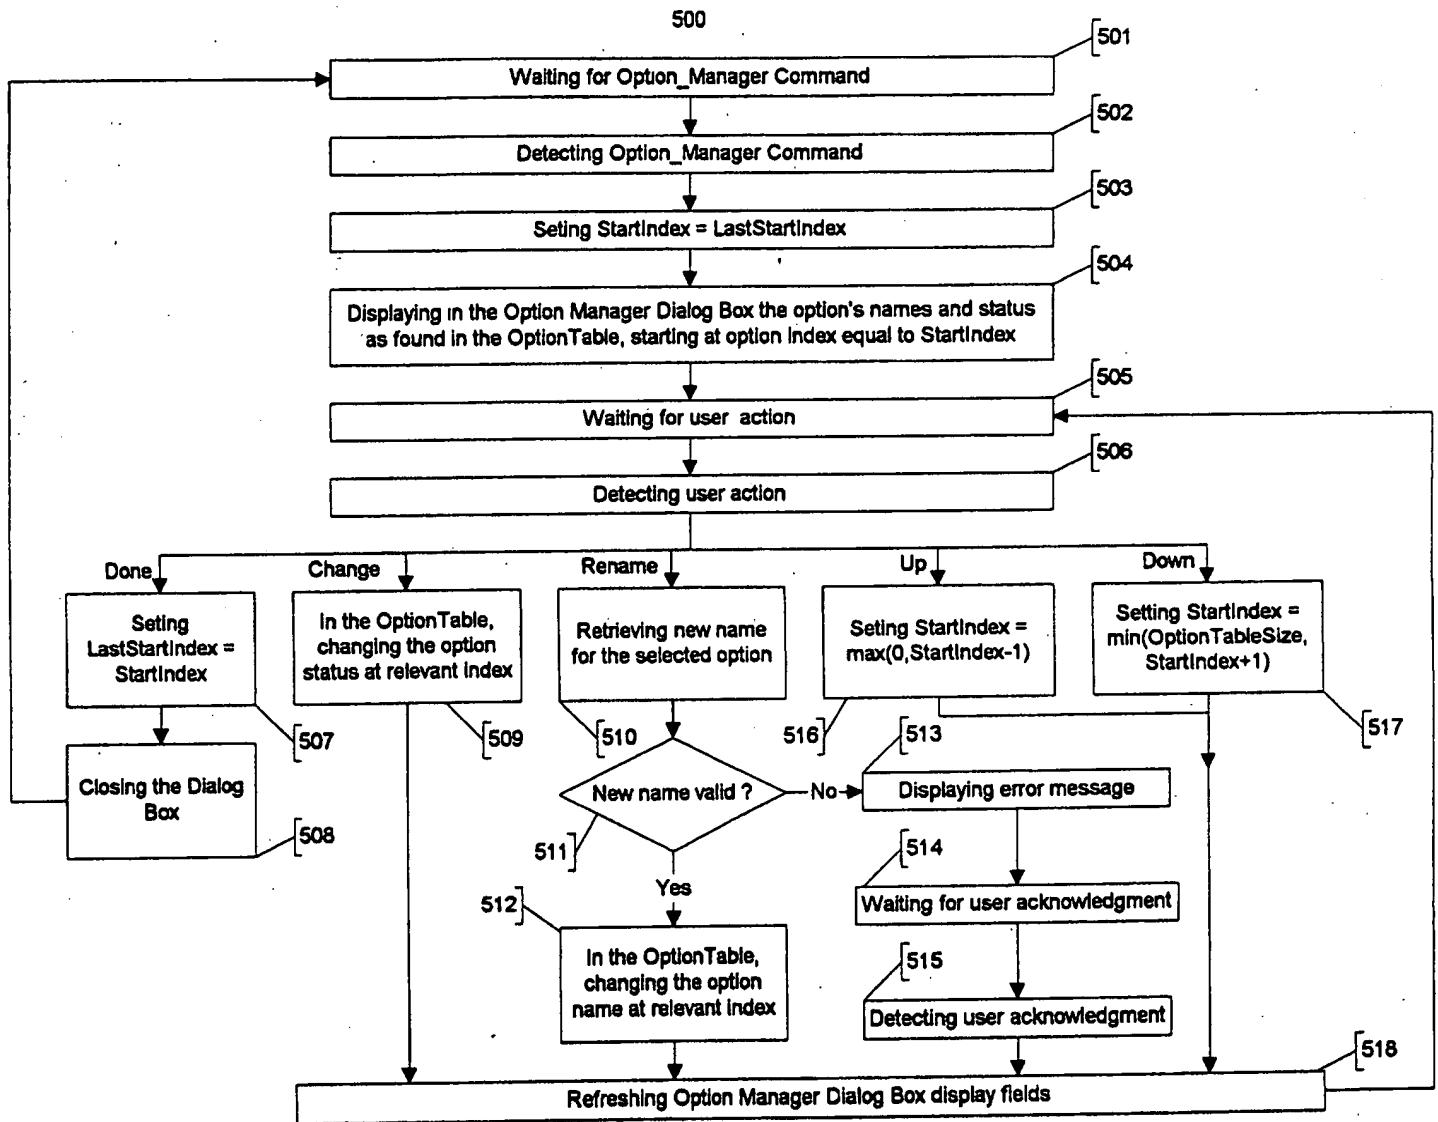 500
501
Waiting for Option_Manager Command
502
Detecting Option_Manager Command
503
Seting StartIndex = LastStartIndex
504
Displaying in the Option Manager Dialog Box the option's names and status
as found in the OptionTable, starting at option index equal to StartIndex
505
Waiting for user action
506
Detecting user action
Done
Change
Rename
Up
Down
Seting
LastStartIndex =
StartIndex
In the OptionTable,
changing the option
status at relevant index
Retrieving new name
for the selected option
Seting StartIndex =
max(0,StartIndex-1)
Setting StartIndex =
min(OptionTableSize,
StartIndex+1)
507
509
510
516
513
517
Closing the Dialog
Box
508
New name valid ?
No
Displaying error message
511
514
Yes
Waiting for user acknowledgment
512
In the OptionTable,
changing the option
name at relevant index
515
Detecting user acknowledgment
518
Refreshing Option Manager Dialog Box display fields